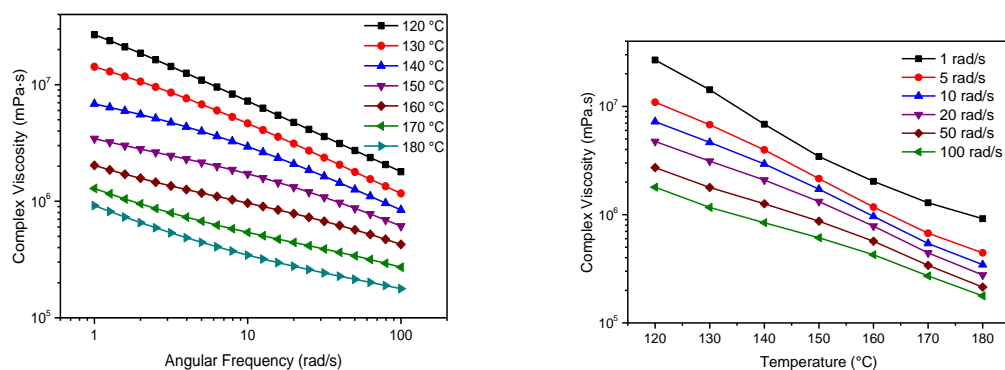 10⁷
10⁶
10⁵
Complex Viscosity (mPa·s)
1
10
100
Angular Frequency (rad/s)
120 °C
130 °C
140 °C
150 °C
160 °C
170 °C
180 °C
10⁷
10⁶
10⁵
Complex Viscosity (mPa.s)
120 130 140 150 160 170 180
Temperature (°C)
1 rad/s
5 rad/s
10 rad/s
20 rad/s
50 rad/s
100 rad/s